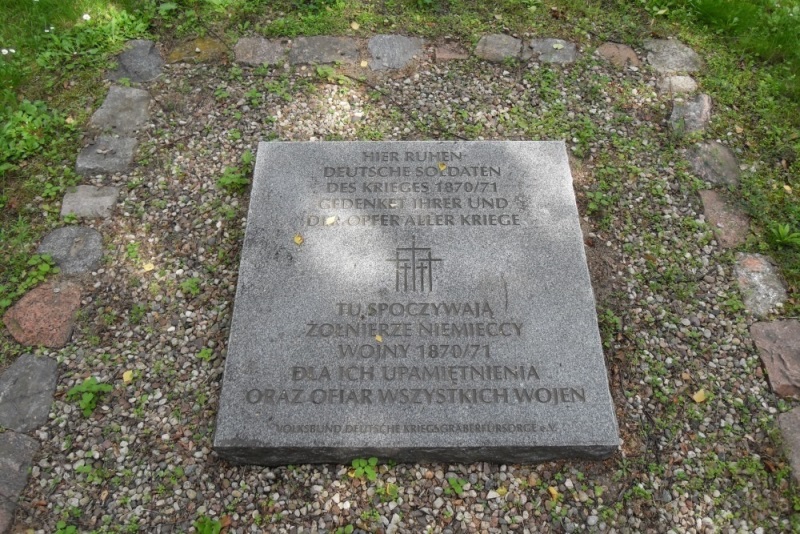 HIER RUHEN
DEUTSCHE SOLDATEN
DES KRIEGES 1870/71
GEDENKET IHRER UND
DER OPFER ALLER KRIEGE
TU SPOCZYWAJĄ
ŻOŁNIERZE NIEMIECCY
WOJNY 1870/71
DLA ICH UPAMIĘTNIENIA
ORAZ OFIAR WSZYSTKICH WOJEN
VOLKSBUND DEUTSCHE KRIEGSGRÄBERFÜRSORGE e.V.